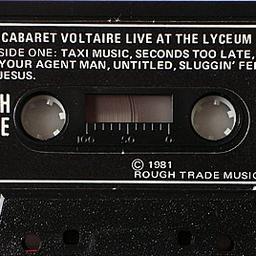 CABARET VOLTAIRE LIVE AT THE LYCEUM
SIDE ONE: TAXI MUSIC, SECONDS TOO LATE,
YOUR AGENT MAN, UNTITLED, SLUGGIN' FE
JESUS.
H
E
100 50 0
© 1981
ROUGH TRADE MUSIC